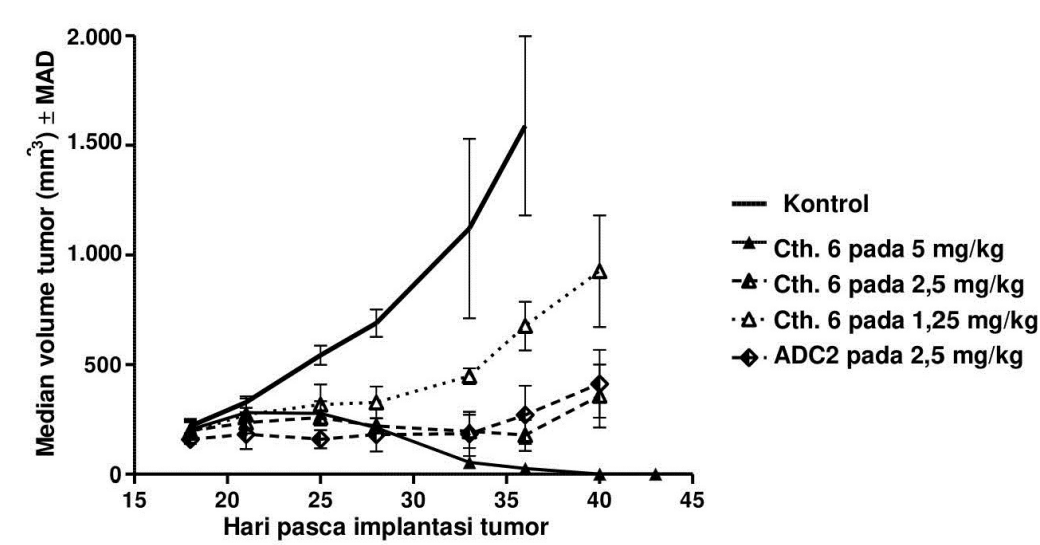 Median volume tumor (mm^3) ± MAD
2.000
1.500
1.000
500
0
15 20 25 30 35 40 45
Hari pasca implantasi tumor
Kontrol
Cth. 6 pada 5 mg/kg
Cth. 6 pada 2,5 mg/kg
Cth. 6 pada 1,25 mg/kg
ADC2 pada 2,5 mg/kg